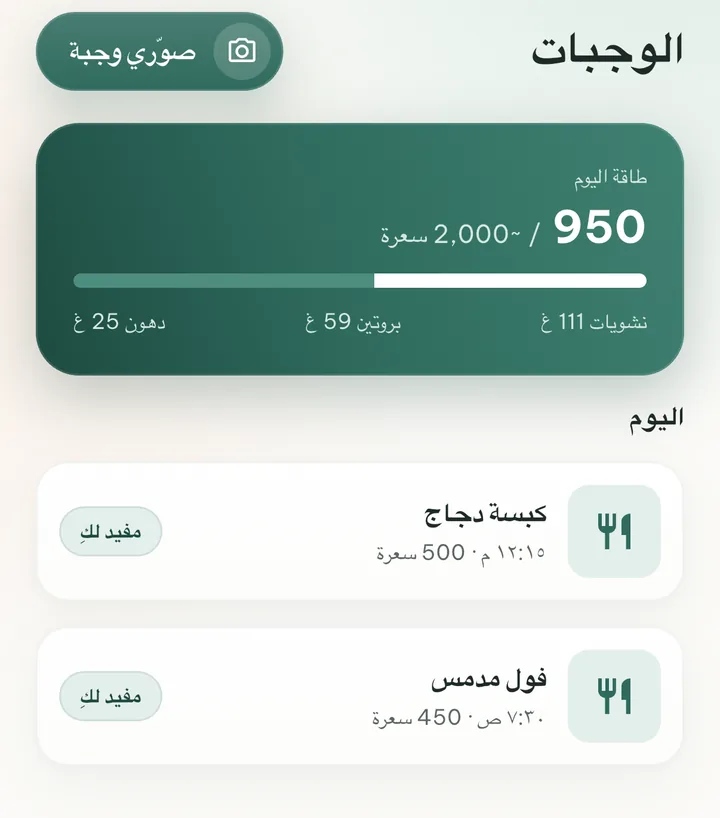 الوجبات
صوّري وجبة
طاقة اليوم
950 / ~2,000 سعرة
نشويات 111 غ
بروتين 59 غ
دهون 25 غ
اليوم
كبسة دجاج
١٢:١٥ م · 500 سعرة
مفيد لكِ
فول مدمس
٧:٣٠ ص · 450 سعرة
مفيد لكِ